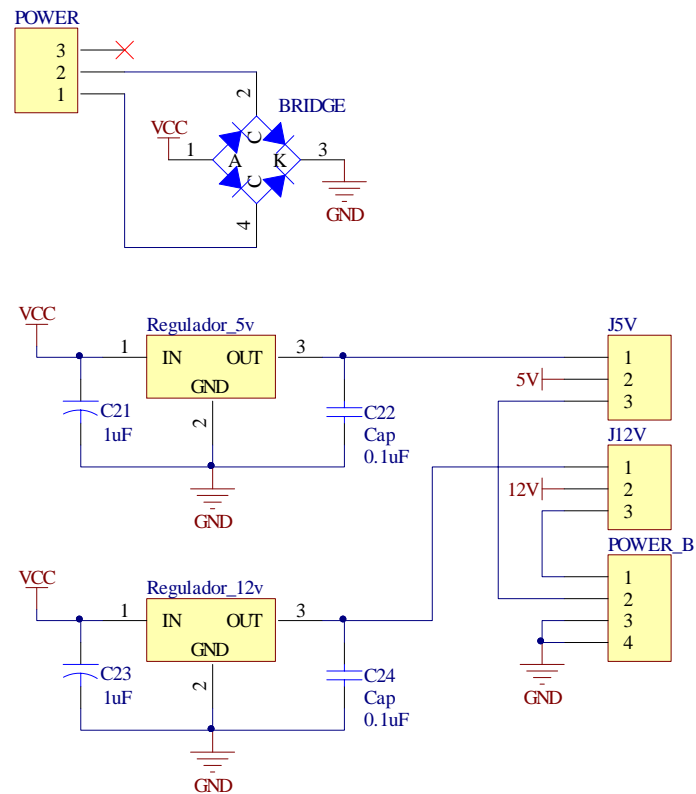 POWER
3
2
1
BRIDGE
2
VCC
1
A
C
C
K
3
4
GND
VCC
Regulador_5v
1
IN
OUT
3
GND
2
C21
1uF
C22
Cap
0.1uF
GND
J5V
1
5V
2
3
J12V
1
12V
2
3
POWER_B
1
2
3
4
GND
VCC
Regulador_12v
1
IN
OUT
3
GND
2
C23
1uF
C24
Cap
0.1uF
GND